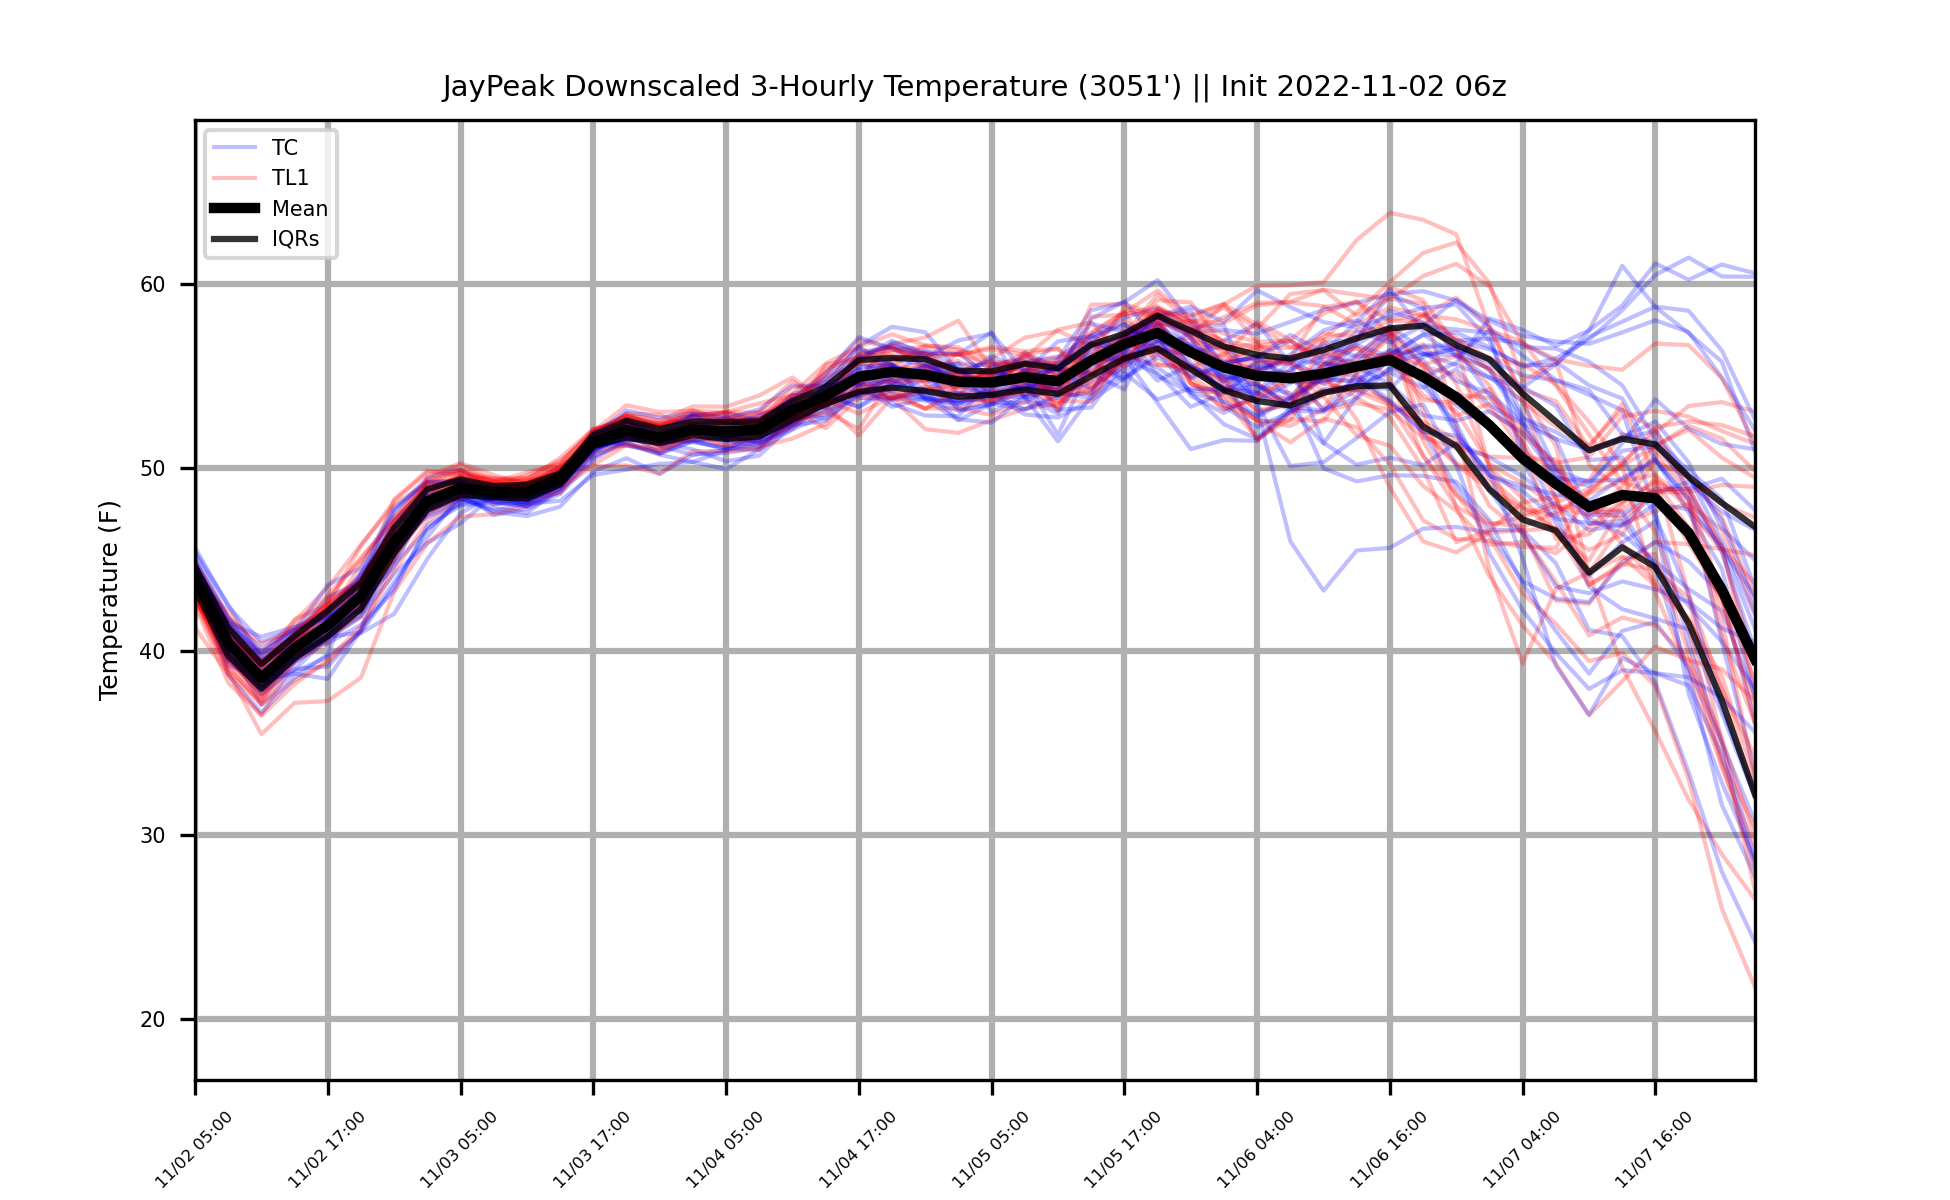 JayPeak Downscaled 3-Hourly Temperature (3051') || Init 2022-11-02 06z
TC
TL1
Mean
IQRs
Temperature (F)
60
50
40
30
20
11/02 05:00
11/02 17:00
11/03 05:00
11/03 17:00
11/04 05:00
11/04 17:00
11/05 05:00
11/05 17:00
11/06 04:00
11/06 16:00
11/07 04:00
11/07 16:00